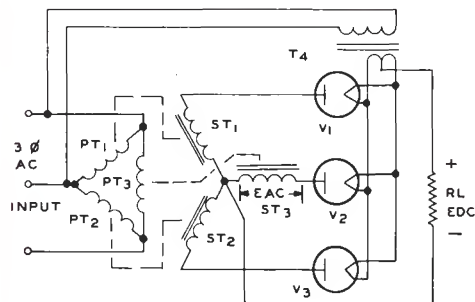 T4
3 Ø
AC
INPUT
PT1
PT3
PT2
ST1
EAC
ST3
ST2
V1
V2
V3
+
RL
EDC
−